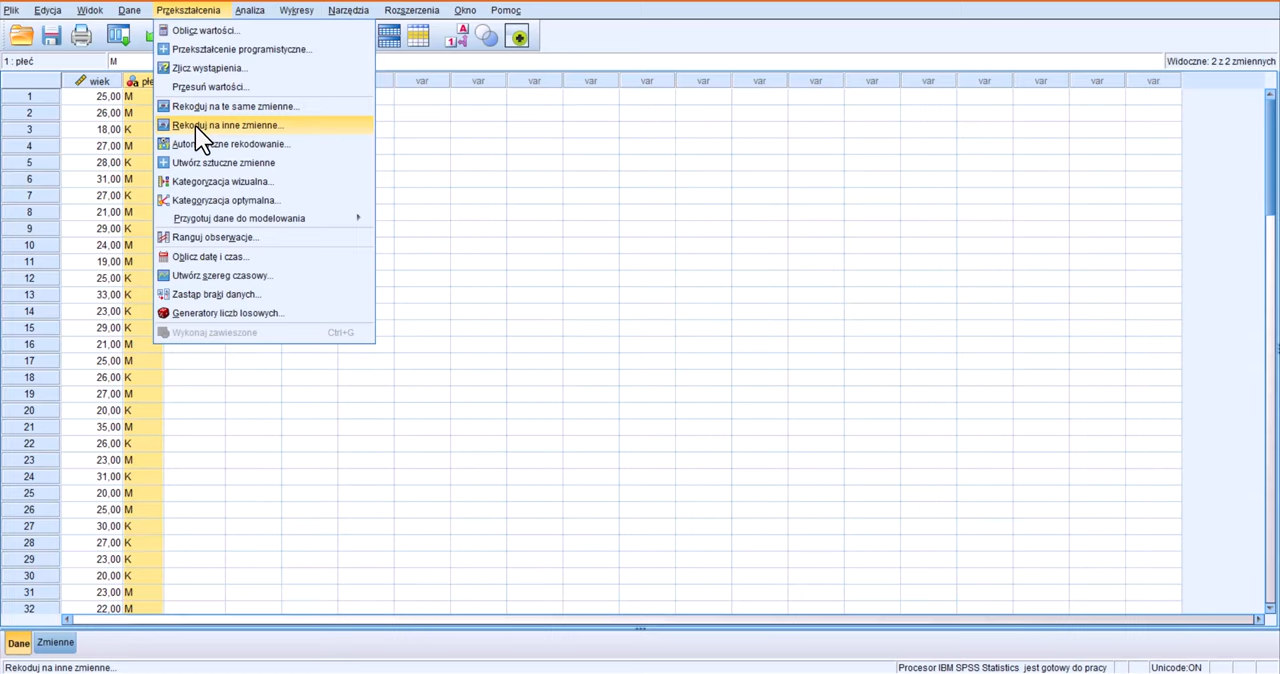 Plik Edycja Widok Dane Przekształcenia Analiza Wykresy Narzędzia Rozszerzenia Okno Pomoc
Oblicz wartości...
Przekształcenie programistyczne...
Zlicz wystąpienia...
Przesuń wartości...
Rekoduj na te same zmienne...
Rekoduj na inne zmienne...
Automatyczne rekodowanie...
Utwórz sztuczne zmienne
Kategoryzacja wizualna...
Kategoryzacja optymalna...
Przygotuj dane do modelowania
Ranguj obserwacje...
Oblicz datę i czas...
Utwórz szereg czasowy...
Zastąp braki danych...
Generatory liczb losowych...
Wykonaj zawieszone Ctrl+G
1 : płeć M Widoczne: 2 z 2 zmiennych
wiek var var var var var var var var var var var var var var
1 25,00 M
2 26,00 M
3 18,00 K
4 27,00 M
5 28,00 K
6 31,00 M
7 27,00 K
8 21,00 M
9 29,00 K
10 24,00 M
11 19,00 M
12 25,00 K
13 33,00 K
14 23,00 K
15 29,00 K
16 21,00 M
17 25,00 M
18 26,00 K
19 27,00 M
20 20,00 K
21 35,00 M
22 26,00 K
23 23,00 M
24 31,00 K
25 20,00 M
26 25,00 M
27 30,00 K
28 27,00 K
29 23,00 K
30 20,00 K
31 23,00 M
32 22,00 M
Dane Zmienne
Rekoduj na inne zmienne... Procesor IBM SPSS Statistics jest gotowy do pracy Unicode:ON